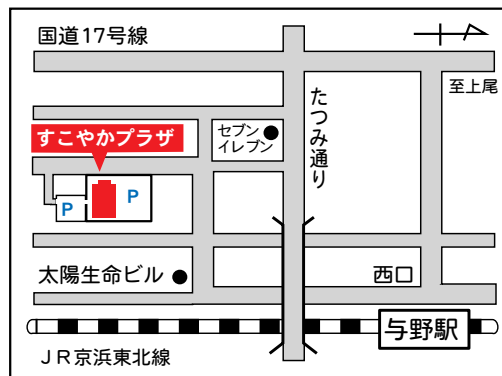 国道17号線
至上尾
たつみ通り
セブン
イレブン
すこやかプラザ
P
P
太陽生命ビル
西口
与野駅
JR京浜東北線